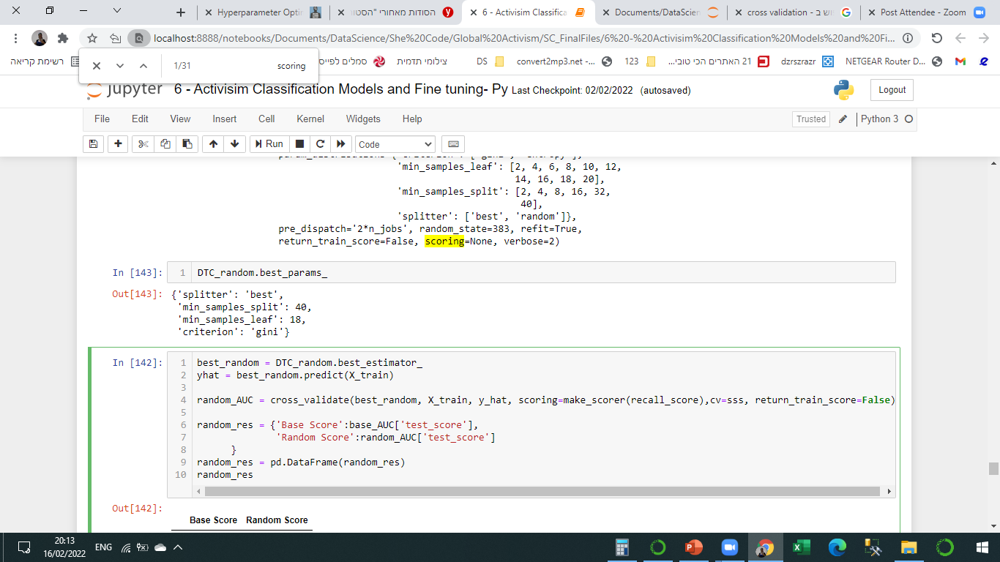 Hyperparameter Optir
הסודות מאחורי "הסטור
6 - Activisim Classifica
Documents/DataScien
cross validation - חוש ב
Post Attendee - Zoom
localhost:8888/notebooks/Documents/DataScience/She%20Code/Global%20Activism/SC_FinalFiles/6%20-%20Activisim%20Classification%20Models%20and%20Fi...
רשימת קריאה
סמלים לפייס
צילומי תדמית
DS
convert2mp3.net -...
123
21 האתרים הכי טובי...
dzrszrazr
NETGEAR Router D...
1/31
scoring
jupyter 6 - Activisim Classification Models and Fine tuning- Py Last Checkpoint: 02/02/2022 (autosaved)
Logout
File Edit View Insert Cell Kernel Widgets Help
Trusted
Python 3
Run
Code
'min_samples_leaf': [2, 4, 6, 8, 10, 12,
14, 16, 18, 20],
'min_samples_split': [2, 4, 8, 16, 32,
40],
'splitter': ['best', 'random']},
pre_dispatch='2*n_jobs', random_state=383, refit=True,
return_train_score=False, scoring=None, verbose=2)
In [143]: 1 DTC_random.best_params_
Out[143]: {'splitter': 'best',
'min_samples_split': 40,
'min_samples_leaf': 18,
'criterion': 'gini'}
In [142]: 1 best_random = DTC_random.best_estimator_
2 yhat = best_random.predict(X_train)
3
4 random_AUC = cross_validate(best_random, X_train, y_hat, scoring=make_scorer(recall_score),cv=sss, return_train_score=False)
5
6 random_res = {'Base Score':base_AUC['test_score'],
7 'Random Score':random_AUC['test_score']
8 }
9 random_res = pd.DataFrame(random_res)
10 random_res
Out[142]:
Base Score Random Score
20:13
ENG
16/02/2022